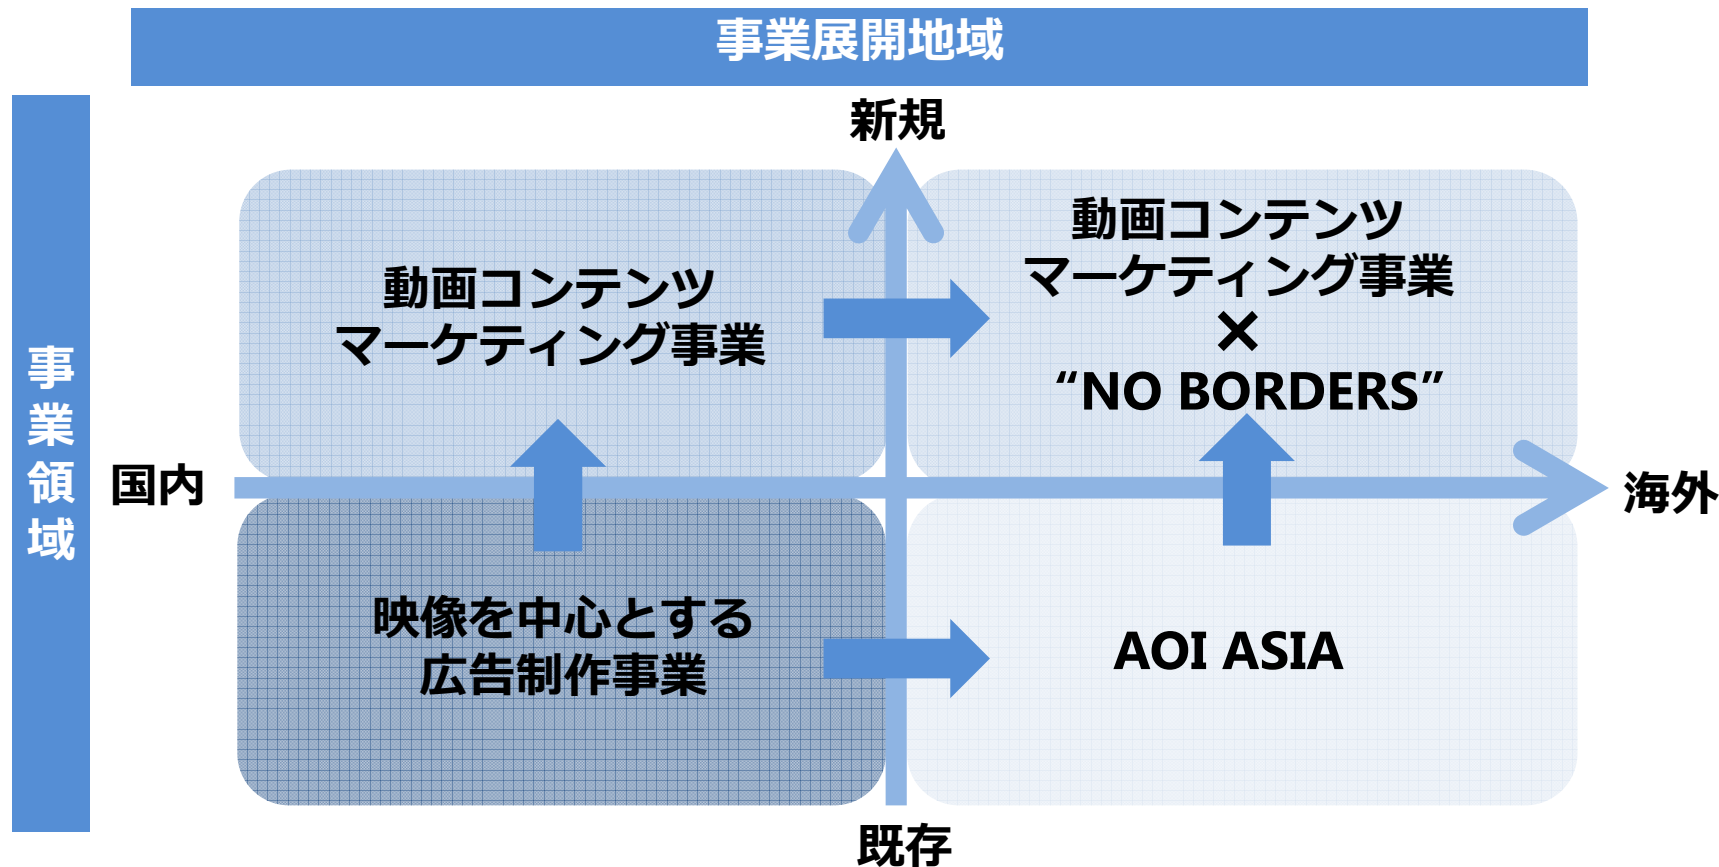 事業展開地域
新規
動画コンテンツ
マーケティング事業
動画コンテンツ
マーケティング事業
×
“NO BORDERS”
事業領域
国内
海外
映像を中心とする
広告制作事業
AOI ASIA
既存